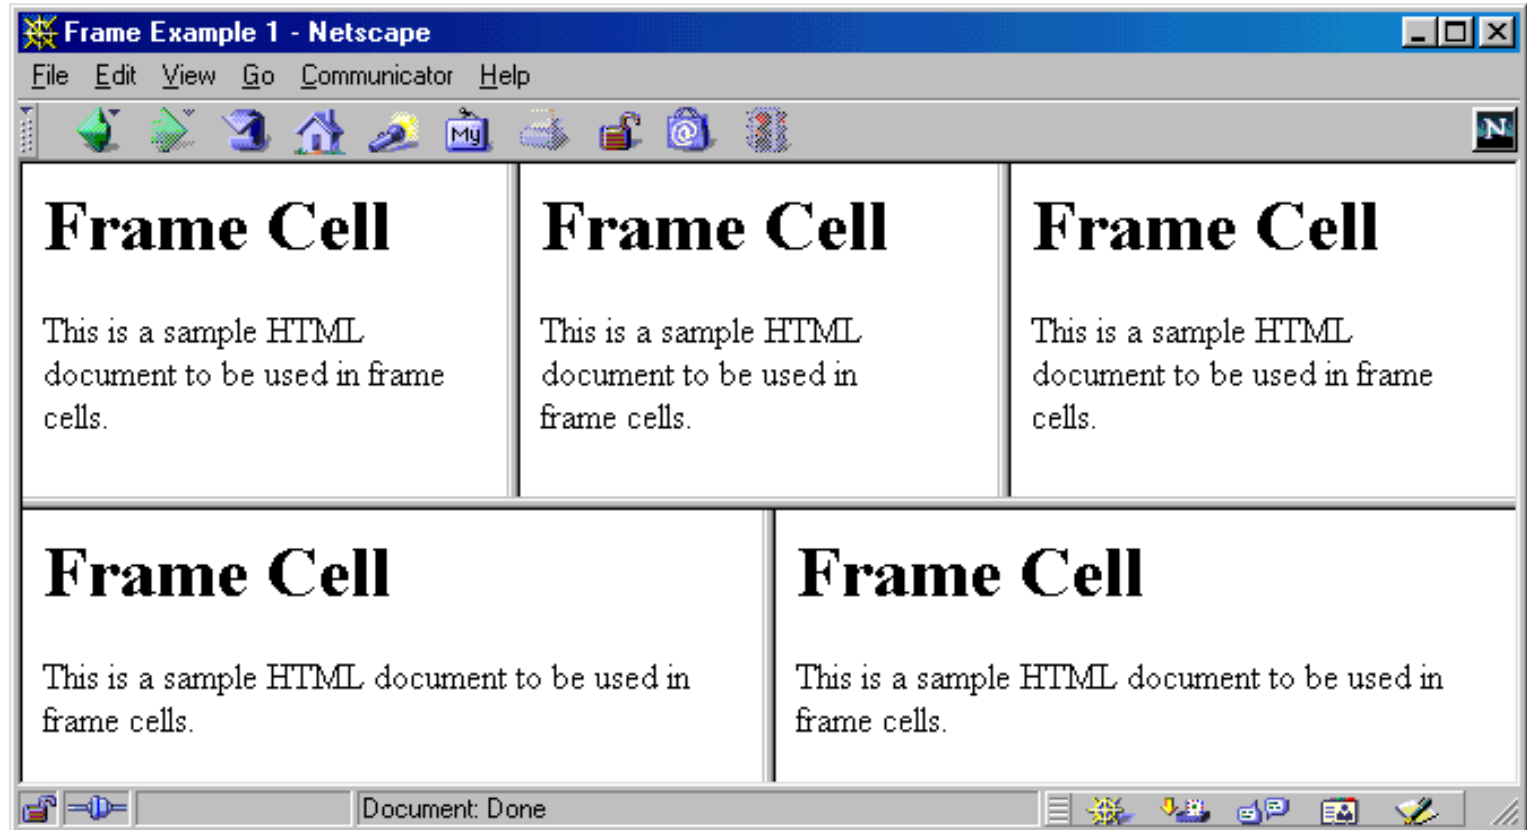 Frame Example 1 - Netscape
File Edit View Go Communicator Help
My
@
N
Frame Cell
This is a sample HTML
document to be used in frame
cells.
Frame Cell
This is a sample HTML
document to be used in
frame cells.
Frame Cell
This is a sample HTML
document to be used in frame
cells.
Frame Cell
This is a sample HTML document to be used in
frame cells.
Frame Cell
This is a sample HTML document to be used in
frame cells.
Document: Done